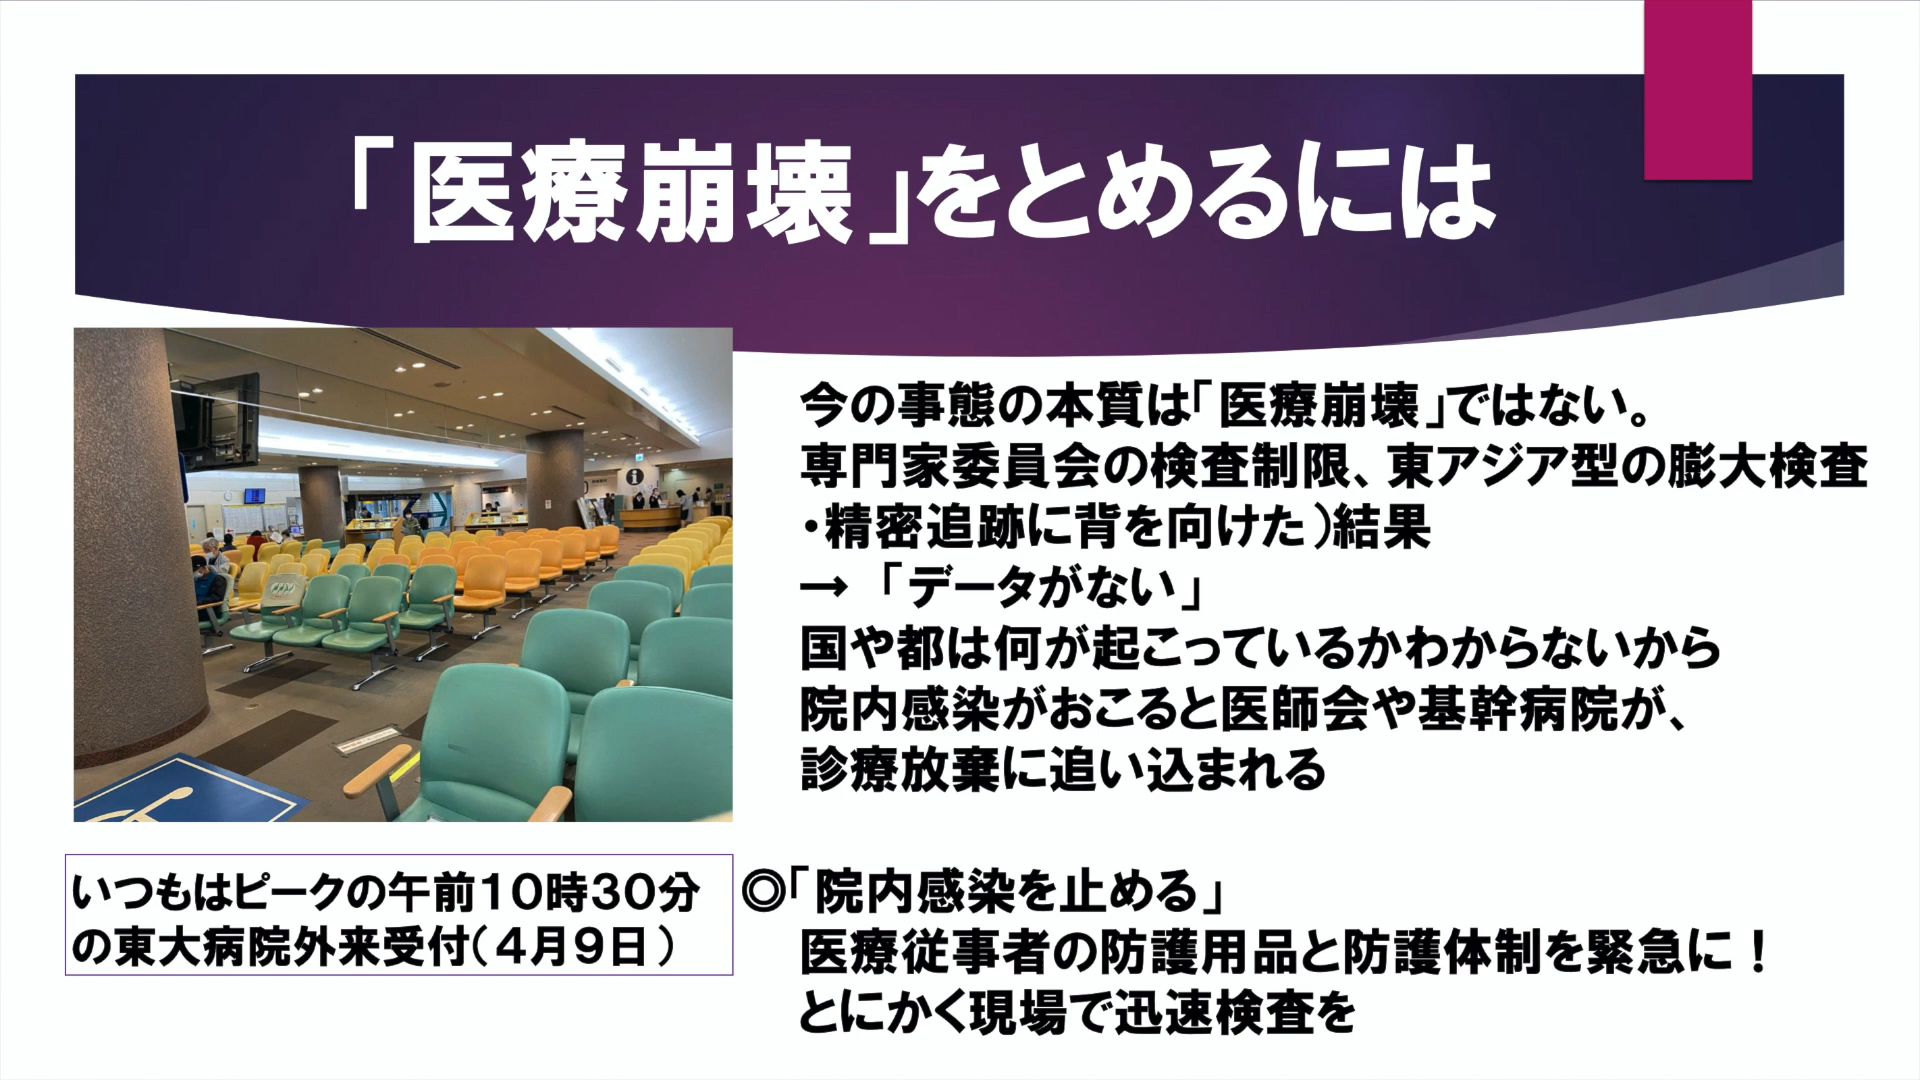 「医療崩壊」をとめるには
今の事態の本質は「医療崩壊」ではない。
専門家委員会の検査制限、東アジア型の膨大検査
・精密追跡に背を向けた）結果
→ 「データがない」
国や都は何が起こっているかわからないから
院内感染がおこると医師会や基幹病院が、
診療放棄に追い込まれる
いつもはピークの午前１０時３０分
の東大病院外来受付（４月９日）
◎「院内感染を止める」
医療従事者の防護用品と防護体制を緊急に！
とにかく現場で迅速検査を